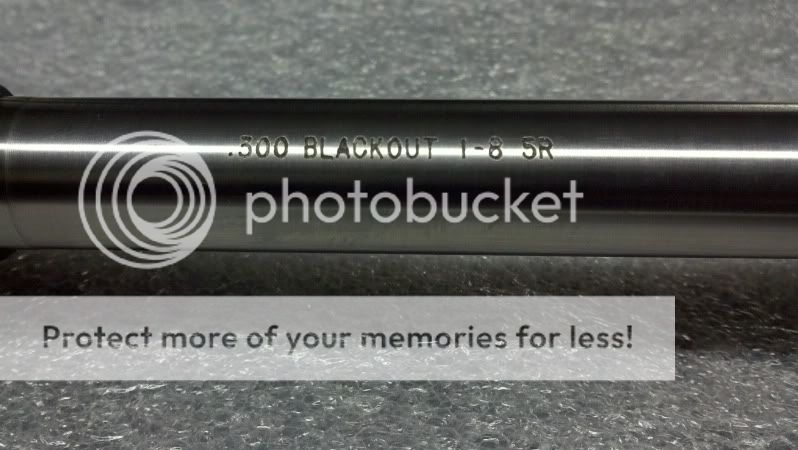 .300 BLACKOUT 1-8 5R
photobucket
Protect more of your memories for less!